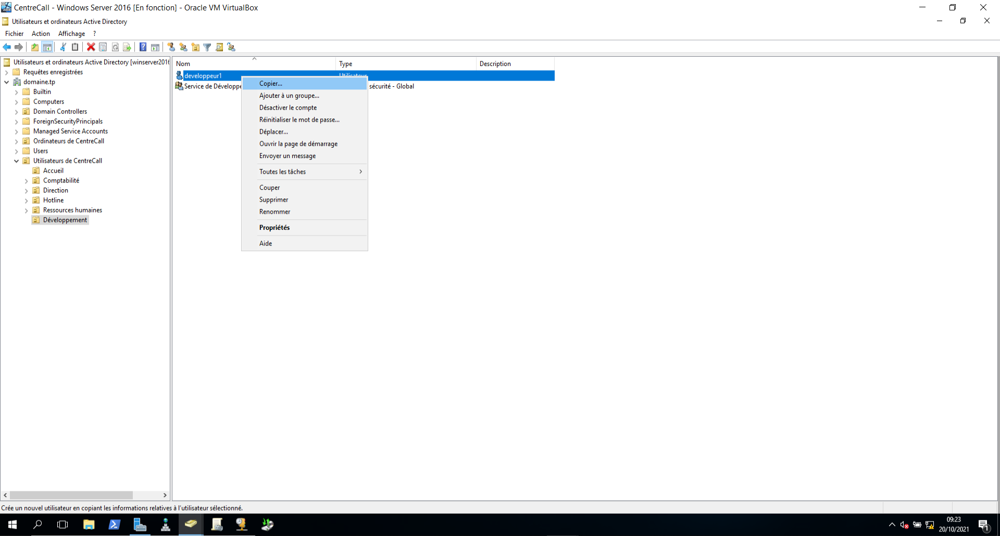 CentreCall - Windows Server 2016 [En fonction] - Oracle VM VirtualBox
Utilisateurs et ordinateurs Active Directory
Fichier Action Affichage ?
Utilisateurs et ordinateurs Active Directory [winserver2016
Requêtes enregistrées
domaine.tp
Builtin
Computers
Domain Controllers
ForeignSecurityPrincipals
Managed Service Accounts
Ordinateurs de CentreCall
Users
Utilisateurs de CentreCall
Accueil
Comptabilité
Direction
Hotline
Ressources humaines
Développement
Nom Type Description
developpeur1 Utilisateur
Service de Développe sécurité - Global
Copier...
Ajouter à un groupe...
Désactiver le compte
Réinitialiser le mot de passe...
Déplacer...
Ouvrir la page de démarrage
Envoyer un message
Toutes les tâches
Couper
Supprimer
Renommer
Propriétés
Aide
Crée un nouvel utilisateur en copiant les informations relatives à l'utilisateur sélectionné.
09:23
20/10/2021
1